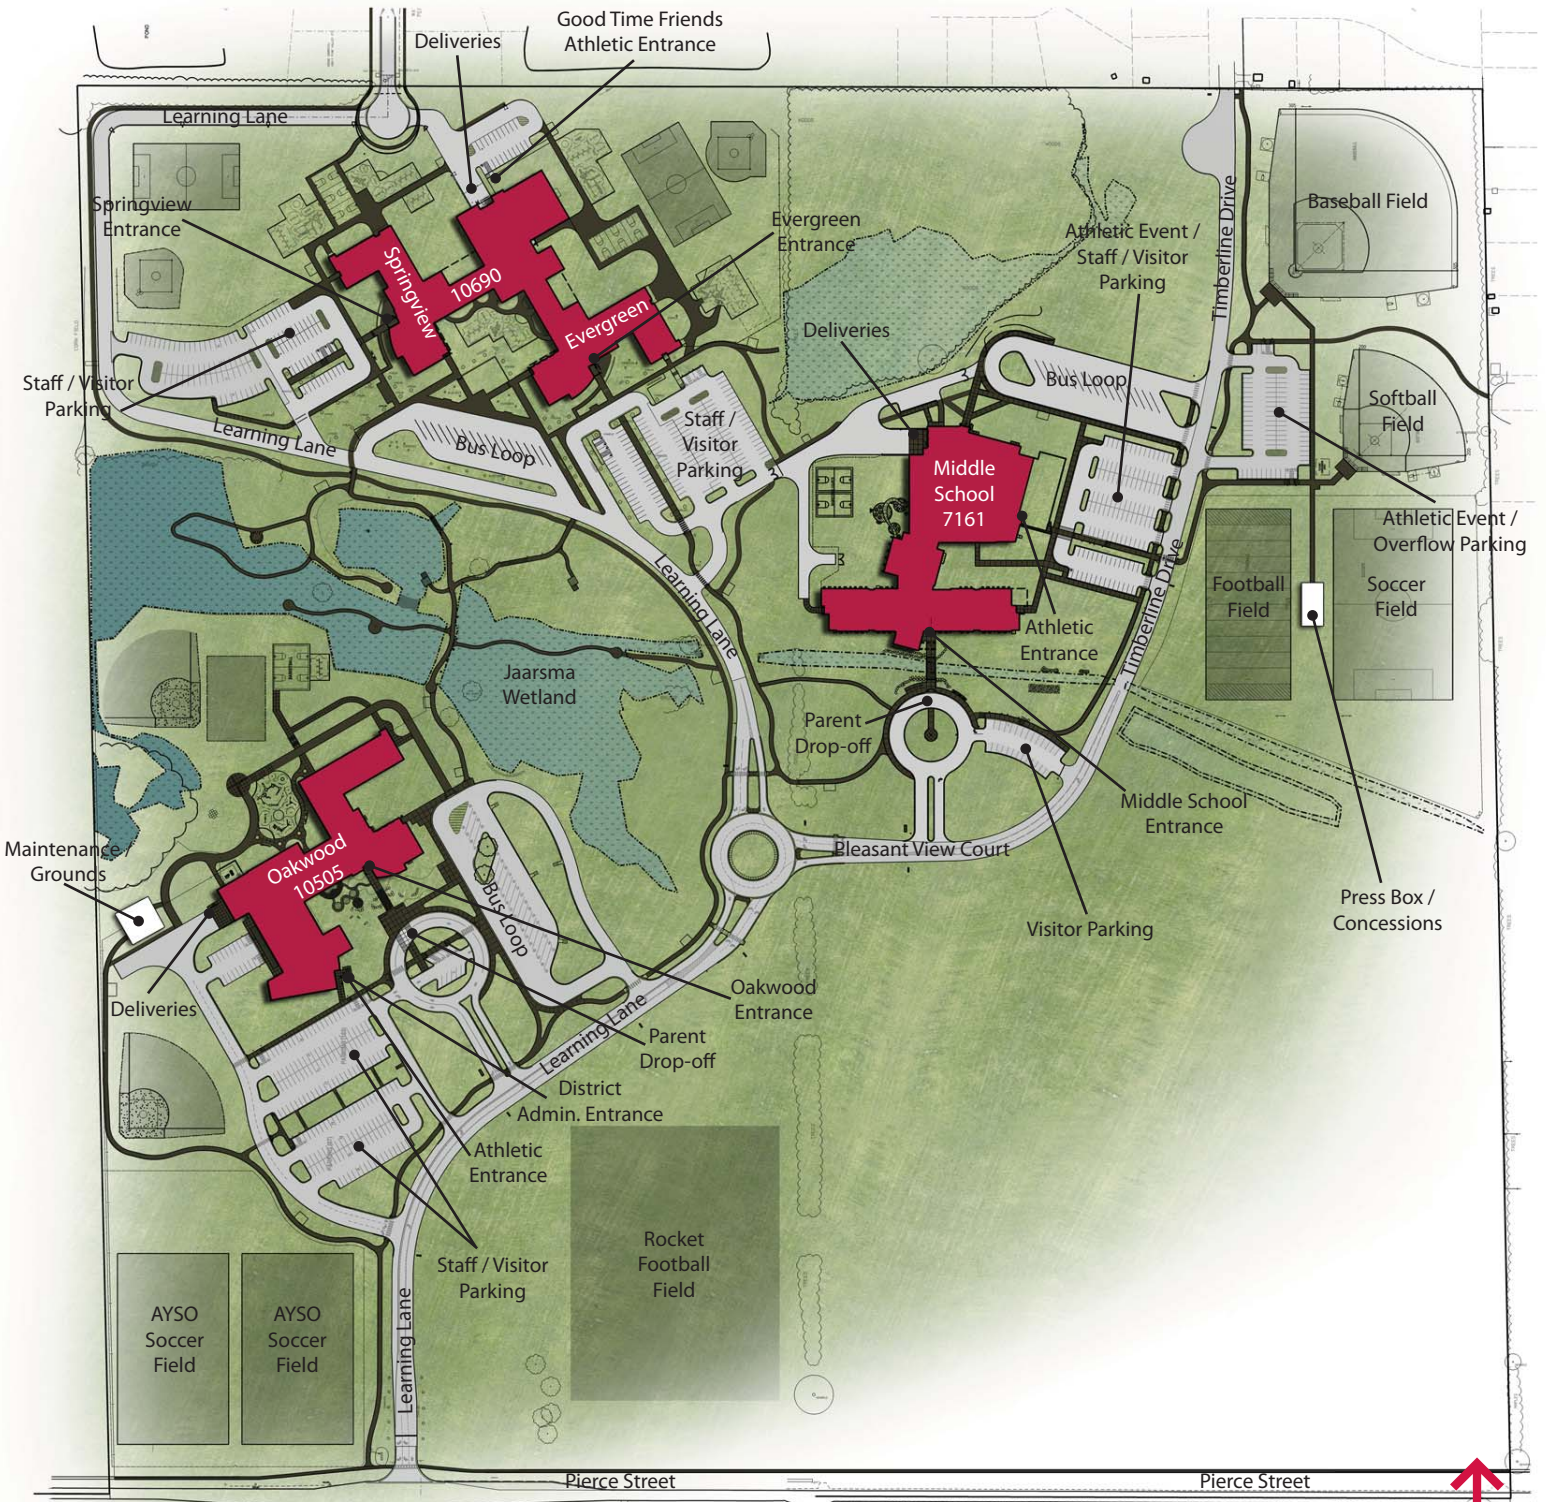 Good Time Friends
Athletic Entrance
Deliveries
Learning Lane
Springview
Entrance
Springview
10690
Evergreen
Evergreen
Entrance
Athletic Event /
Staff / Visitor
Parking
Timberline Drive
Baseball Field
Deliveries
Staff / Visitor
Parking
Learning Lane
Bus Loop
Staff /
Visitor
Parking
Bus Loop
Softball
Field
Middle
School
7161
Athletic Event /
Overflow Parking
Learning Lane
Timberline Drive
Football
Field
Soccer
Field
Athletic
Entrance
Jaarsma
Wetland
Parent
Drop-off
Middle School
Entrance
Pleasant View Court
Maintenance /
Grounds
Oakwood
10505
Bus Loop
Visitor Parking
Press Box /
Concessions
Deliveries
Oakwood
Entrance
Learning Lane
Parent
Drop-off
District
Admin. Entrance
Athletic
Entrance
Staff / Visitor
Parking
Rocket
Football
Field
AYSO
Soccer
Field
AYSO
Soccer
Field
Learning Lane
Pierce Street
Pierce Street